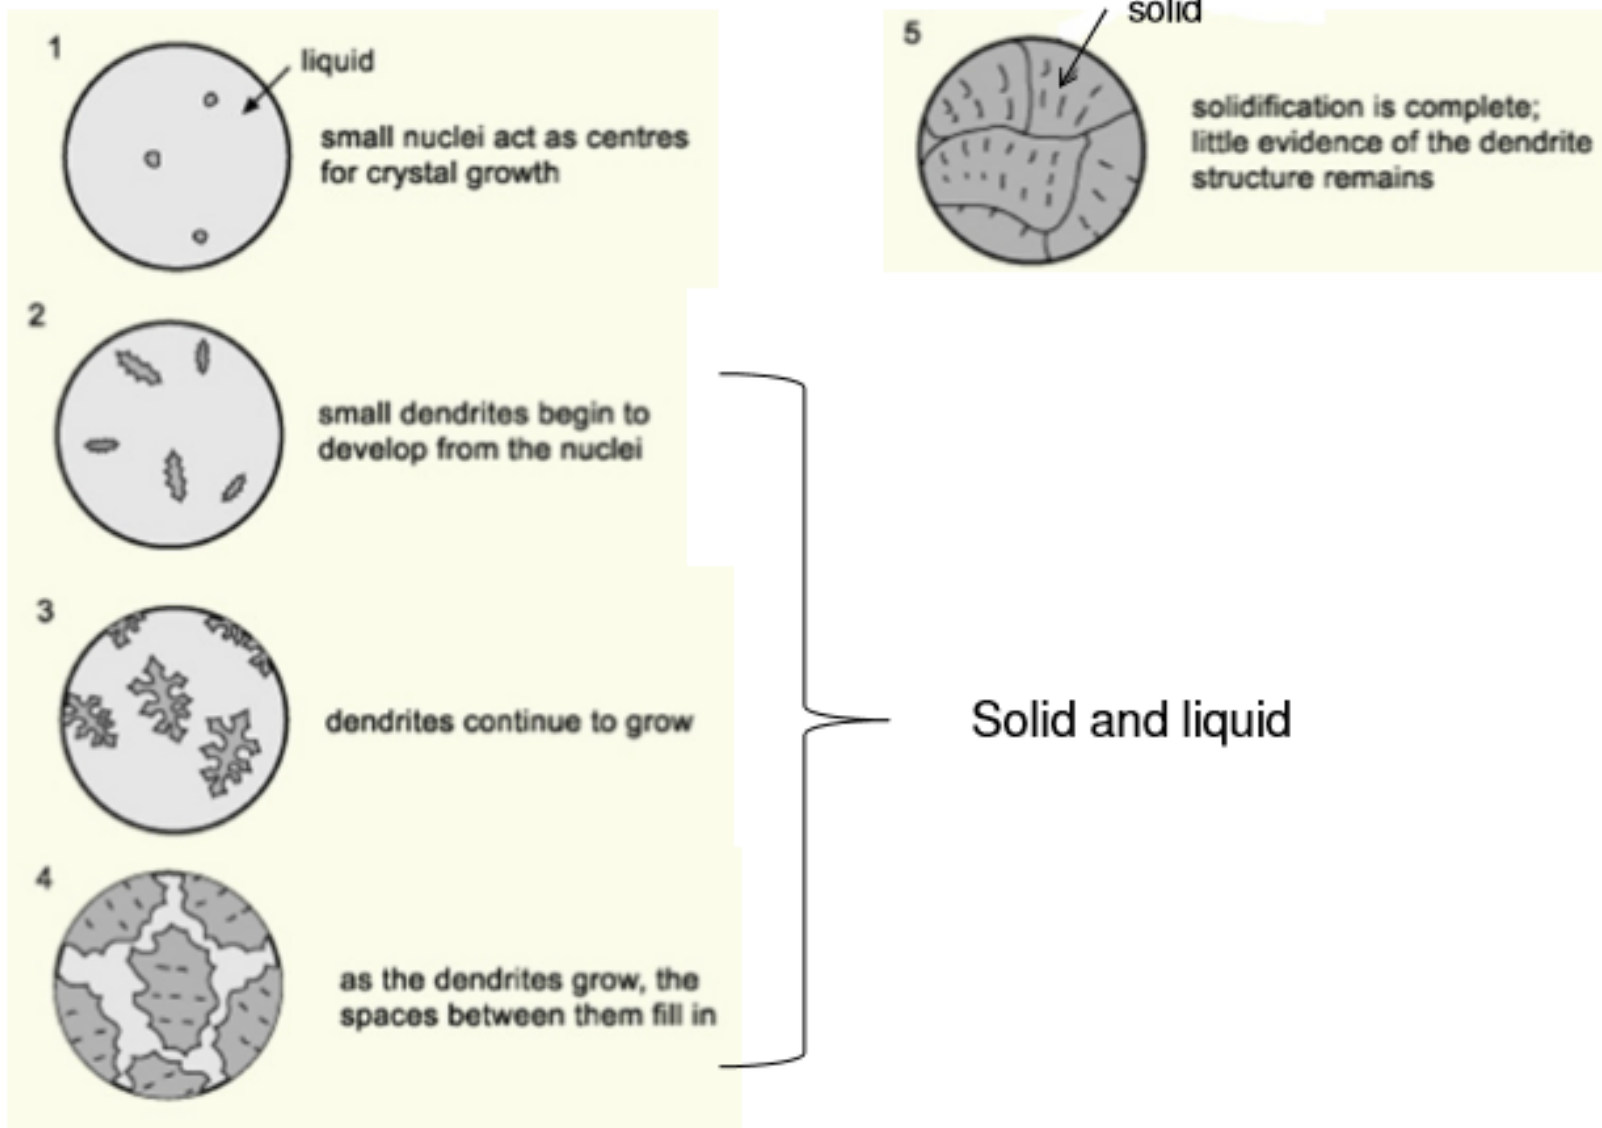 1
liquid
small nuclei act as centres
for crystal growth
2
small dendrites begin to
develop from the nuclei
3
dendrites continue to grow
4
as the dendrites grow, the
spaces between them fill in
Solid and liquid
5
solid
solidification is complete;
little evidence of the dendrite
structure remains